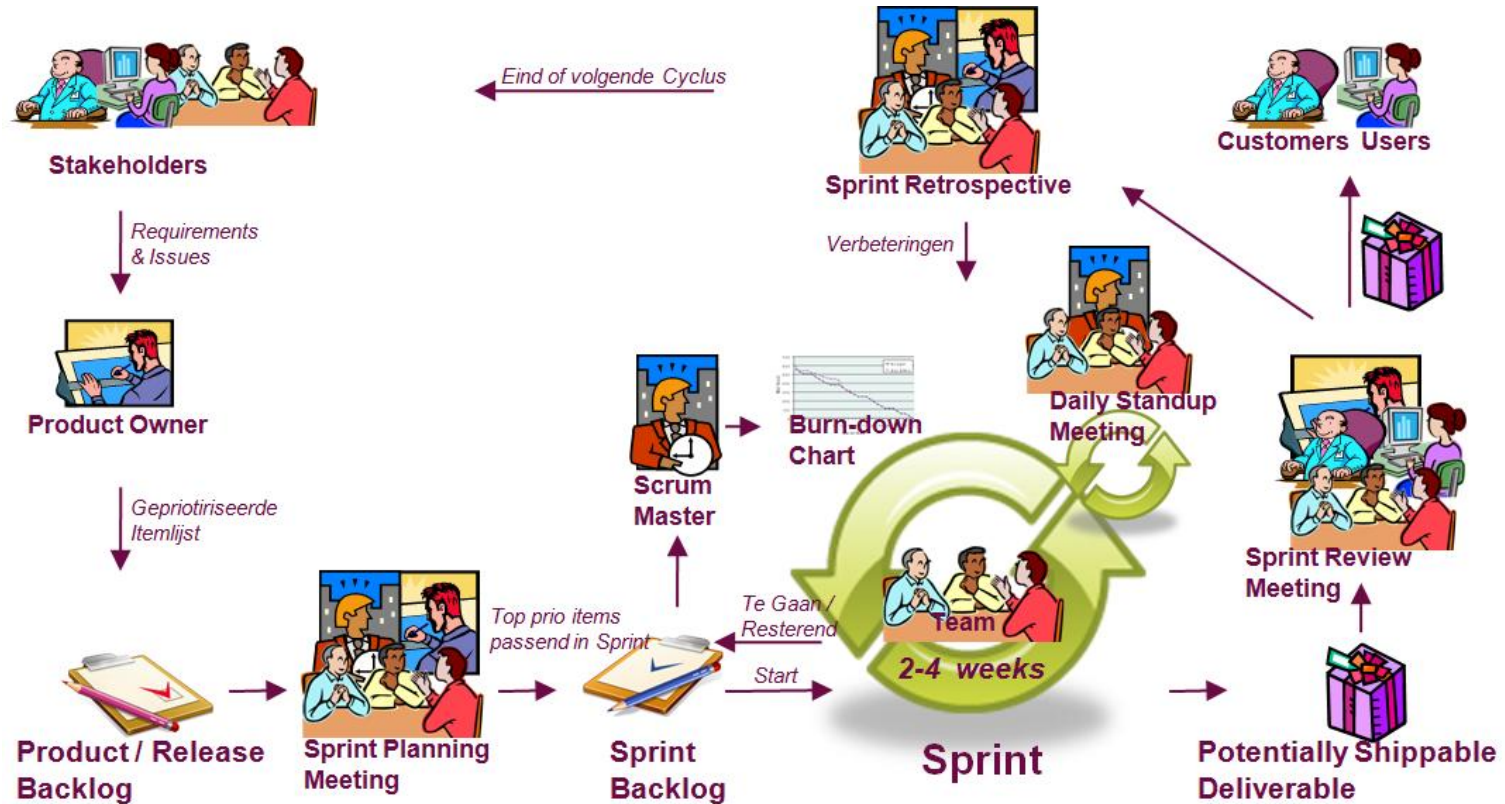 Eind of volgende Cyclus
Stakeholders
Sprint Retrospective
Customers Users
Requirements
& Issues
Verbeteringen
Product Owner
Burn-down
Chart
Daily Standup
Meeting
Scrum
Master
Gepriotiriseerde
Itemlijst
Sprint Review
Meeting
Top prio items
passend in Sprint
Te Gaan /
Resterend
Team
2-4 weeks
Start
Product / Release
Backlog
Sprint Planning
Meeting
Sprint
Backlog
Sprint
Potentially Shippable
Deliverable